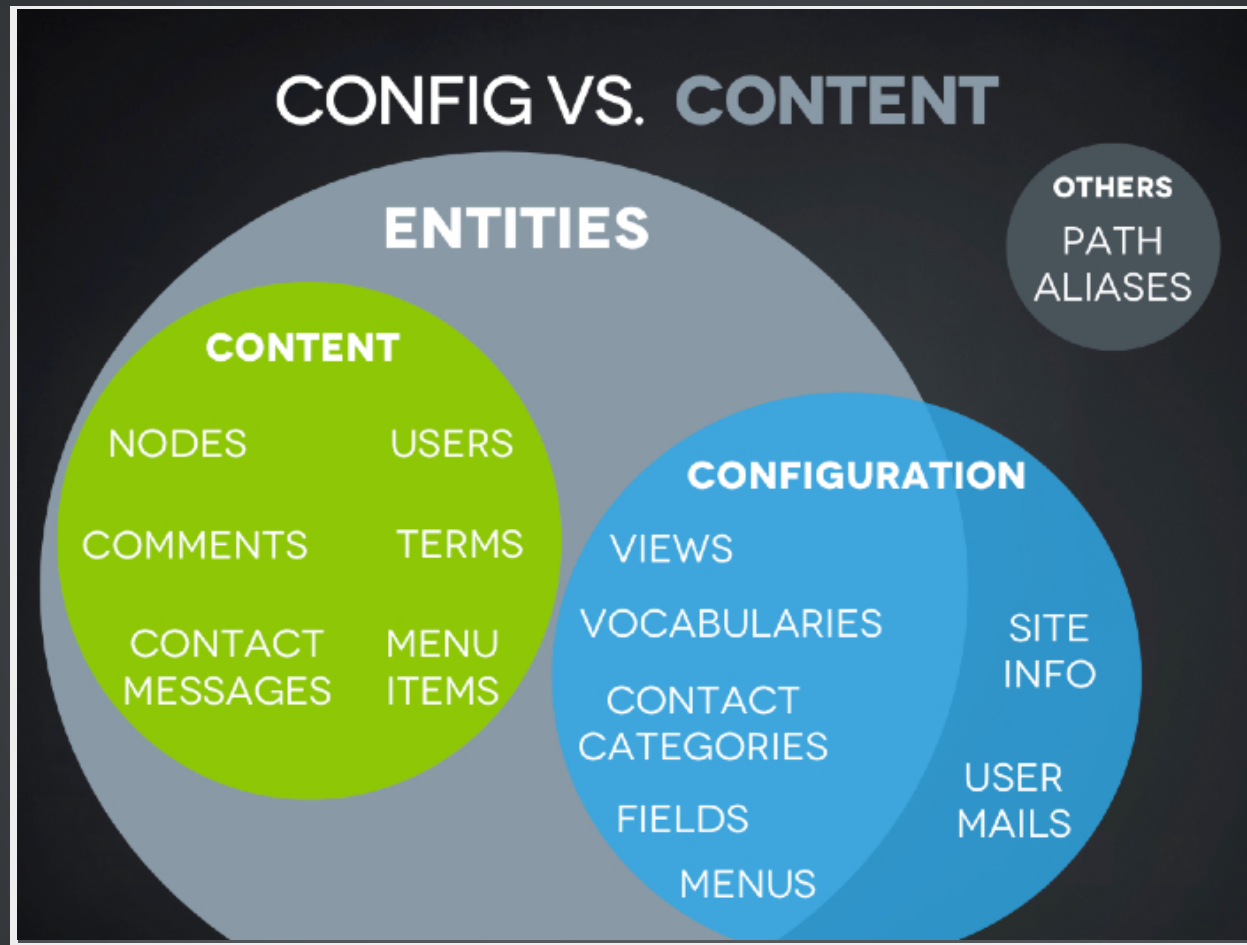 CONFIG VS. CONTENT
OTHERS
PATH
ALIASES
ENTITIES
CONTENT
NODES
USERS
COMMENTS
TERMS
CONTACT
MESSAGES
MENU
ITEMS
CONFIGURATION
VIEWS
VOCABULARIES
CONTACT
CATEGORIES
FIELDS
MENUS
SITE
INFO
USER
MAILS